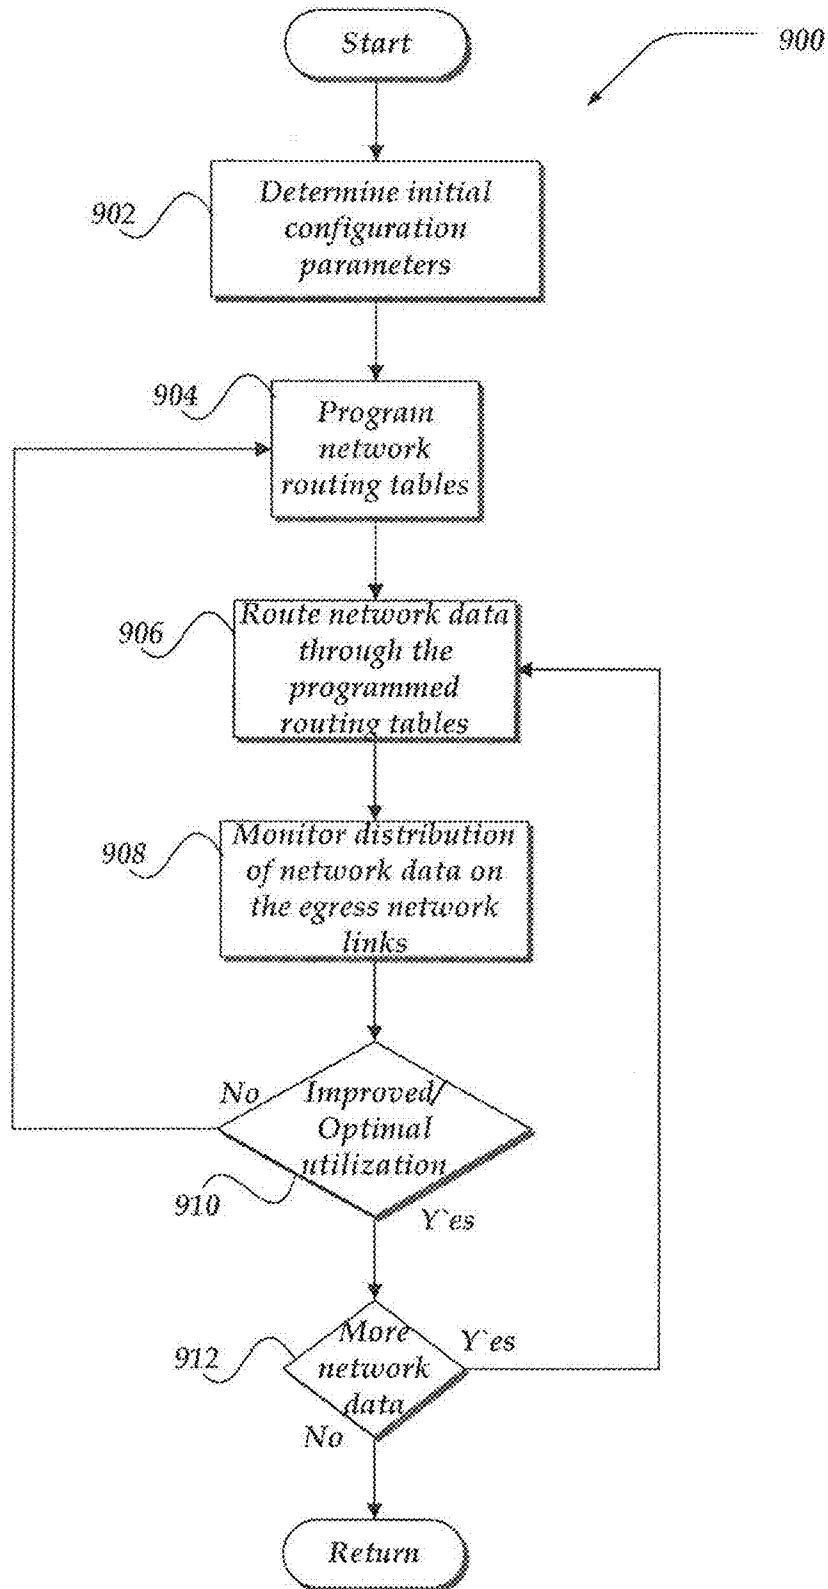 Start
900
902
Determine initial
configuration
parameters
904
Program
network
routing tables
906
Route network data
through the
programmed
routing tables
908
Monitor distribution
of network data on
the egress network
links
No
Improved/
Optimal
utilization
910
Y`es
912
More
network
data
Y`es
No
Return